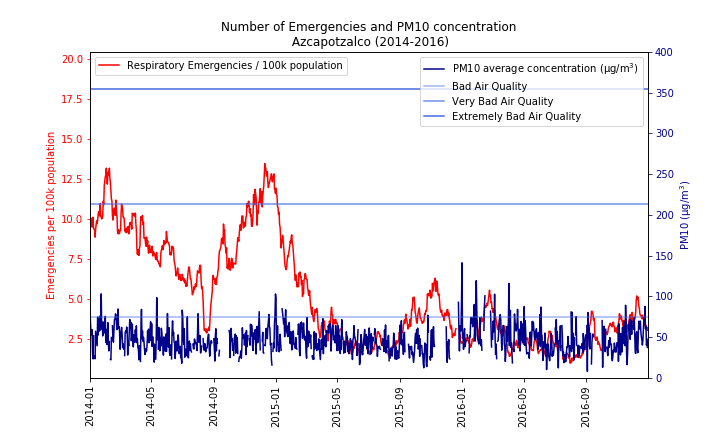 Number of Emergencies and PM10 concentration
Azcapotzalco (2014-2016)
Respiratory Emergencies / 100k population
PM10 average concentration (μg/m³)
Bad Air Quality
Very Bad Air Quality
Extremely Bad Air Quality
Emergencies per 100k population
20.0
17.5
15.0
12.5
10.0
7.5
5.0
2.5
PM10 (μg/m³)
400
350
300
250
200
150
100
50
0
2014-01
2014-05
2014-09
2015-01
2015-05
2015-09
2016-01
2016-05
2016-09